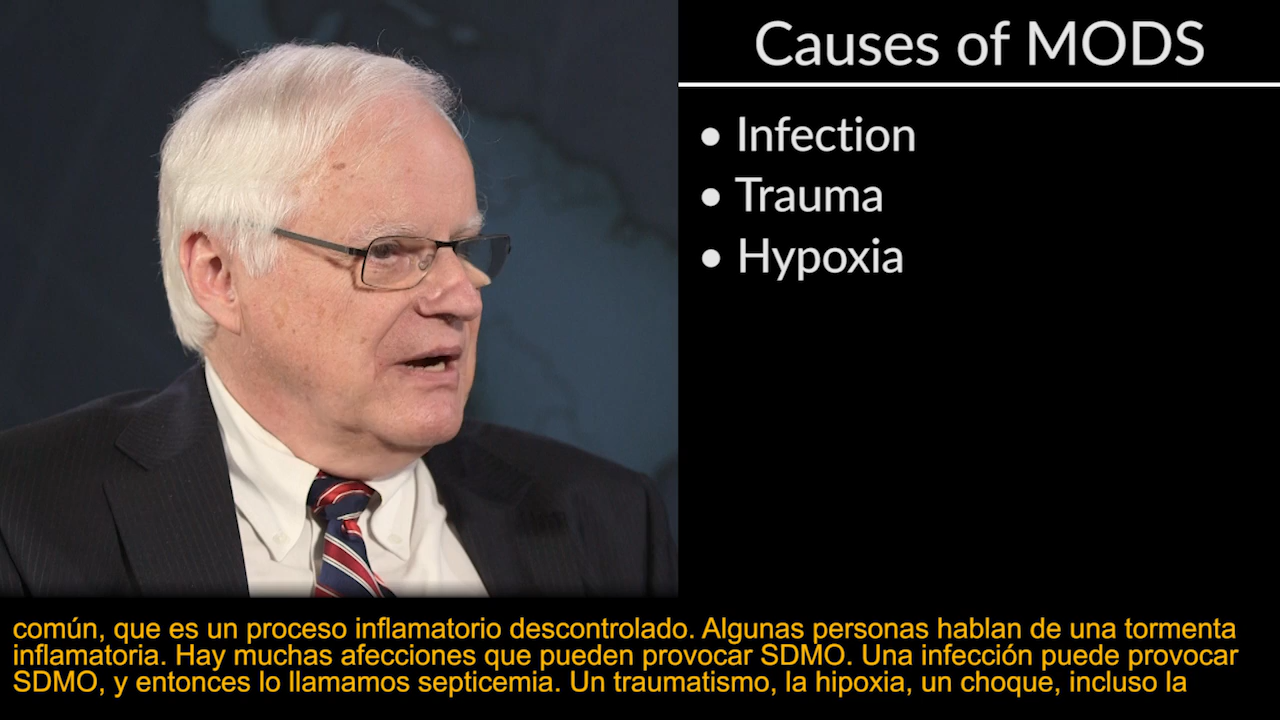 Causes of MODS
• Infection
• Trauma
• Hypoxia
común, que es un proceso inflamatorio descontrolado. Algunas personas hablan de una tormenta
inflamatoria. Hay muchas afecciones que pueden provocar SDMO. Una infección puede provocar
SDMO, y entonces lo llamamos septicemia. Un traumatismo, la hipoxia, un choque, incluso la